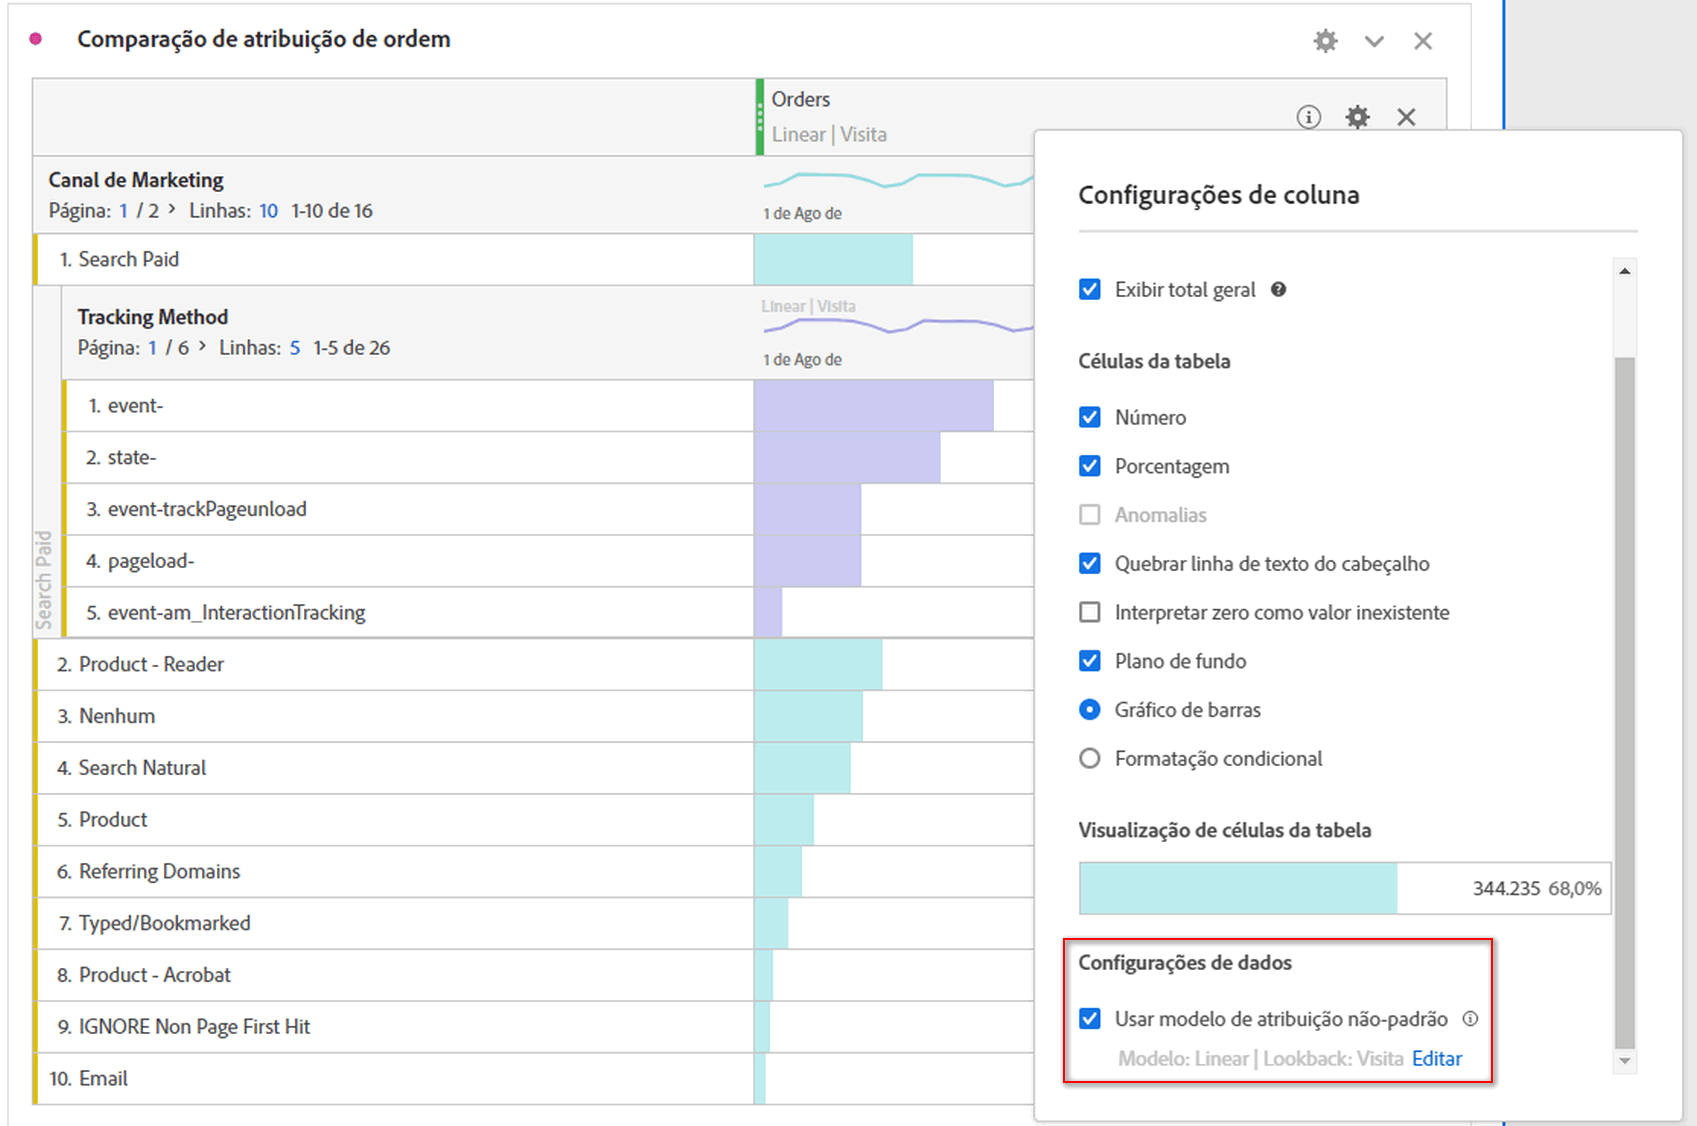 Comparação de atribuição de ordem
Orders
Linear | Visita
Canal de Marketing
Página: 1 / 2 > Linhas: 10 1-10 de 16
1 de Ago de
1. Search Paid
Search Paid
Tracking Method
Página: 1 / 6 > Linhas: 5 1-5 de 26
Linear | Visita
1 de Ago de
1. event-
2. state-
3. event-trackPageunload
4. pageload-
5. event-am_InteractionTracking
2. Product - Reader
3. Nenhum
4. Search Natural
5. Product
6. Referring Domains
7. Typed/Bookmarked
8. Product - Acrobat
9. IGNORE Non Page First Hit
10. Email
Configurações de coluna
Exibir total geral
Células da tabela
Número
Porcentagem
Anomalias
Quebrar linha de texto do cabeçalho
Interpretar zero como valor inexistente
Plano de fundo
Gráfico de barras
Formatação condicional
Visualização de células da tabela
344.235 68,0%
Configurações de dados
Usar modelo de atribuição não-padrão
Modelo: Linear | Lookback: Visita Editar